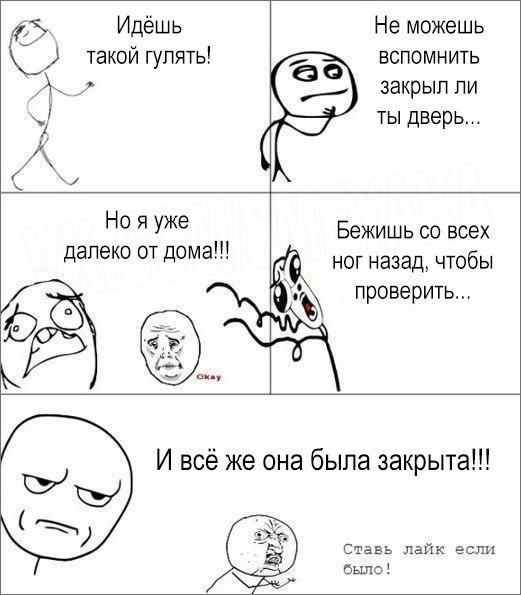 Идёшь
такой гулять!
Не можешь
вспомнить
закрыл ли
ты дверь...
Но я уже
далеко от дома!!!
Okay
Бежишь со всех
ног назад, чтобы
проверить...
И всё же она была закрыта!!!
Ставь лайк если
было!